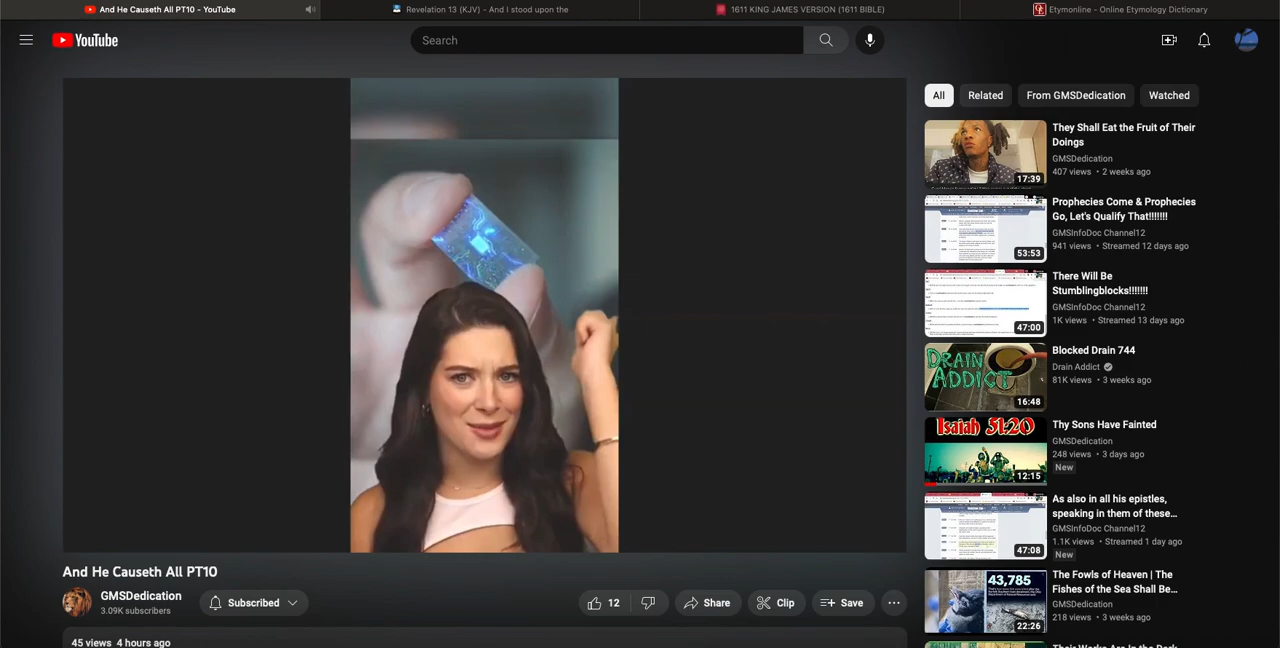 And He Causeth All PT10 - YouTube
Revelation 13 (KJV) - And I stood upon the
1611 KING JAMES VERSION (1611 BIBLE)
Etymonline - Online Etymology Dictionary
YouTube
Search
All
Related
From GMSDedication
Watched
They Shall Eat the Fruit of Their
Doings
GMSDedication
407 views • 2 weeks ago
17:39
Prophecies Come & Prophecies
Go, Let's Qualify That!!!!!!!
GMSInfoDoc Channel12
941 views • Streamed 12 days ago
53:53
There Will Be
Stumblingblocks!!!!!!!!
GMSInfoDoc Channel12
1K views • Streamed 13 days ago
47:00
DRAIN
ADDICT
16:48
Blocked Drain 744
Drain Addict
81K views • 3 weeks ago
Isaiah 51:20
12:15
Thy Sons Have Fainted
GMSDedication
248 views • 3 days ago
New
47:08
As also in all his epistles,
speaking in them of these...
GMSInfoDoc Channel12
1.1K views • Streamed 1 day ago
New
43,785
22:26
The Fowls of Heaven | The
Fishes of the Sea Shall Be...
GMSDedication
218 views • 3 weeks ago
And He Causeth All PT10
GMSDedication
3.09K subscribers
Subscribed
12
Share
Clip
Save
45 views 4 hours ago